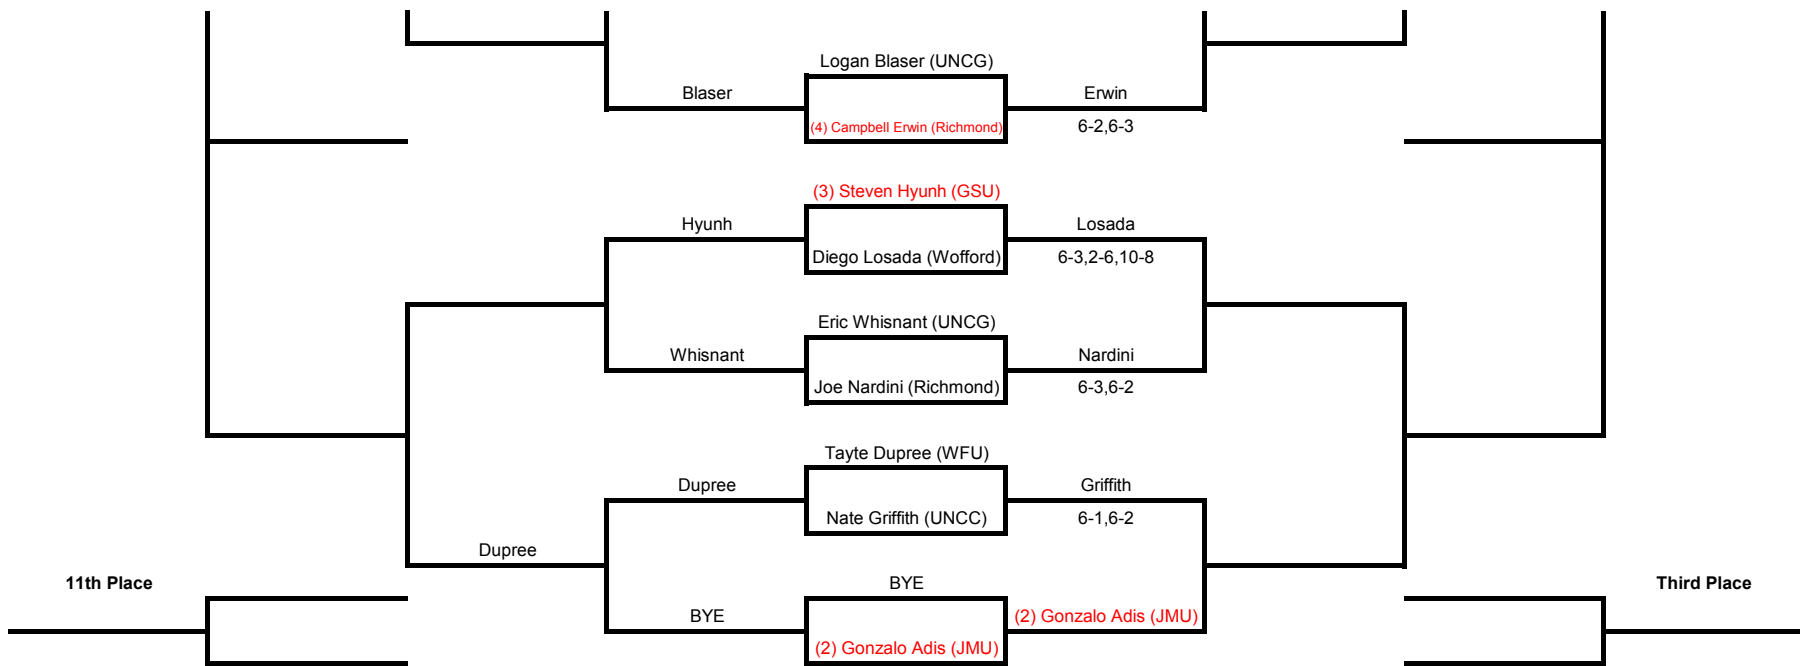 Logan Blaser (UNCG)
Blaser
Erwin
(4) Campbell Erwin (Richmond)
6-2,6-3
(3) Steven Hyunh (GSU)
Hyunh
Losada
Diego Losada (Wofford)
6-3,2-6,10-8
Eric Whisnant (UNCG)
Whisnant
Nardini
Joe Nardini (Richmond)
6-3,6-2
Tayte Dupree (WFU)
Dupree
Griffith
Nate Griffith (UNCC)
6-1,6-2
Dupree
11th Place
BYE
Third Place
BYE
(2) Gonzalo Adis (JMU)
(2) Gonzalo Adis (JMU)